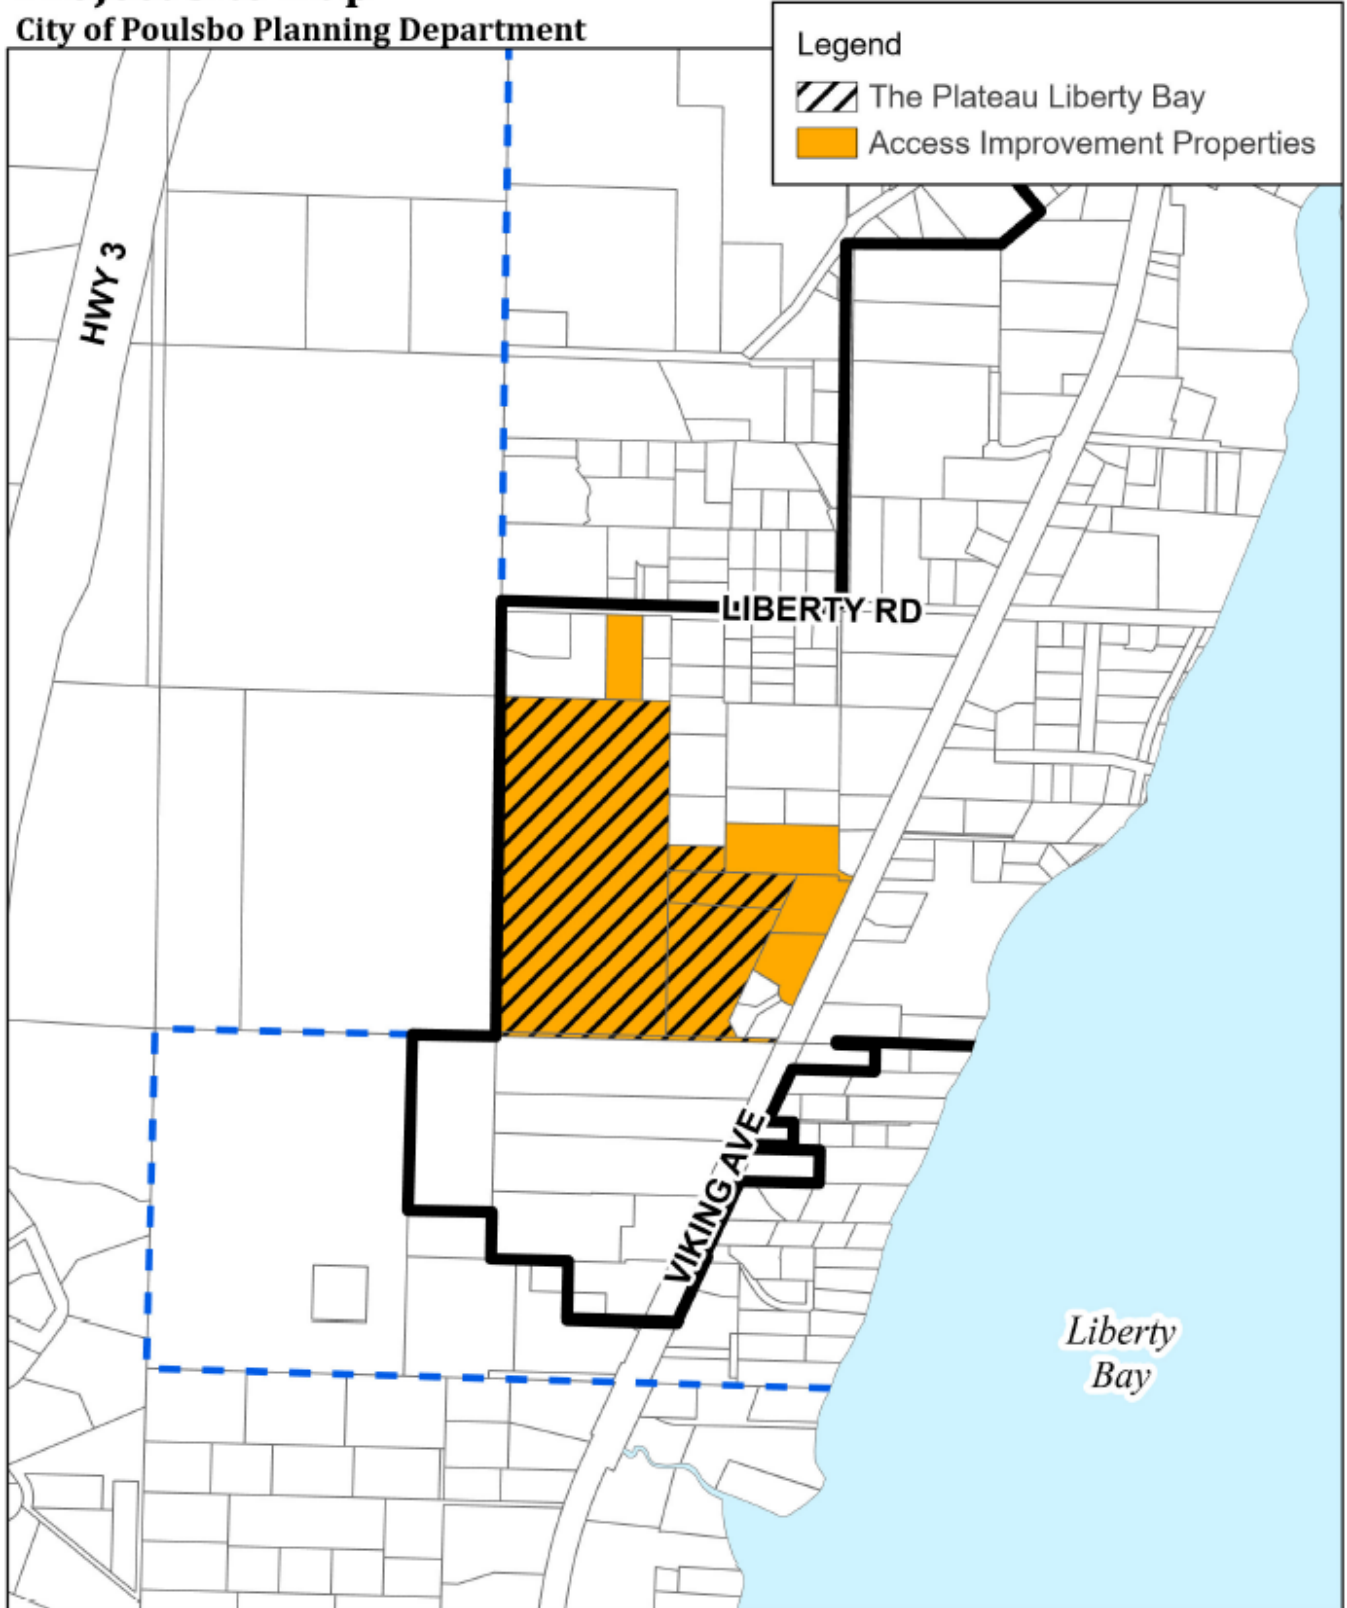 City of Poulsbo Planning Department
Legend
The Plateau Liberty Bay
Access Improvement Properties
HWY 3
LIBERTY RD
VIKING AVE
Liberty
Bay